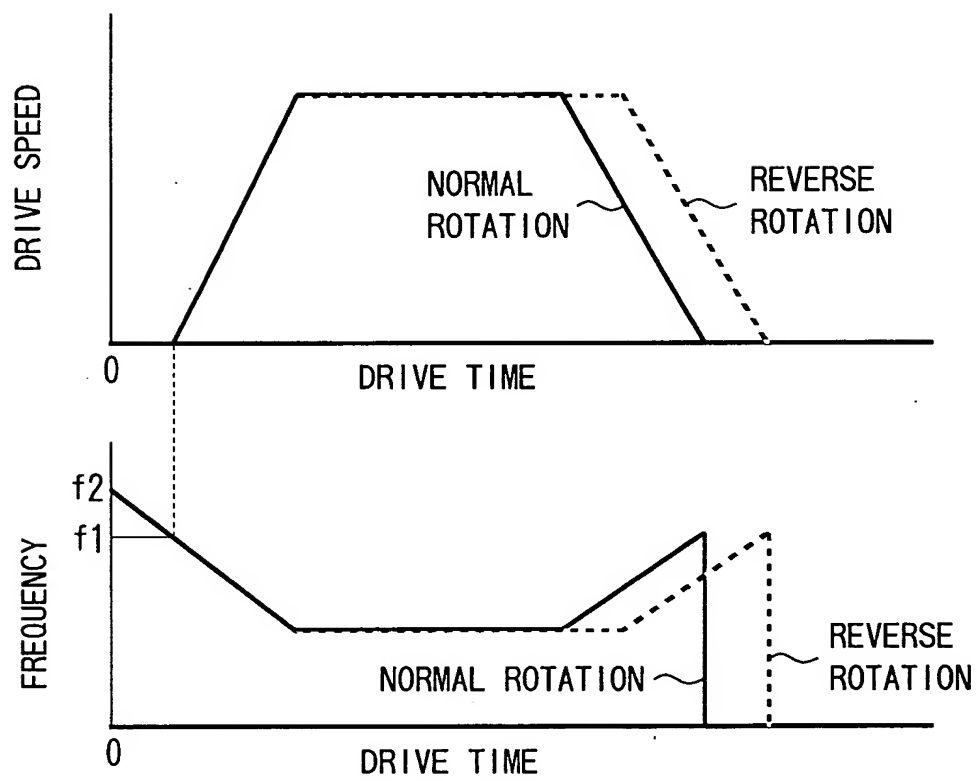 DRIVE SPEED
NORMAL
ROTATION
REVERSE
ROTATION
0
DRIVE TIME
FREQUENCY
f2
f1
NORMAL ROTATION
REVERSE
ROTATION
0
DRIVE TIME